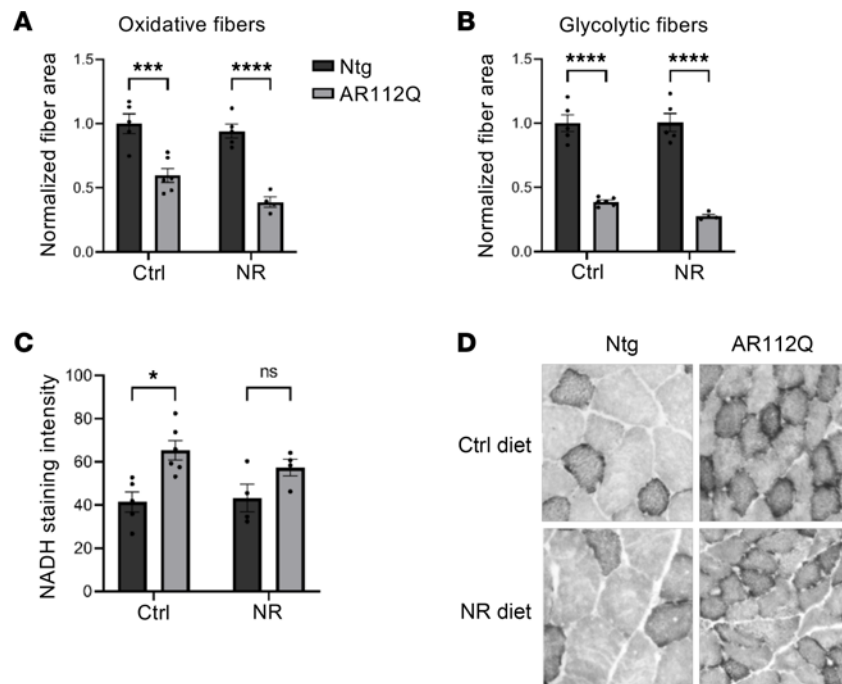 A
Oxidative fibers
Normalized fiber area
1.5
1.0
0.5
0.0
***
****
Ntg
AR112Q
Ctrl
NR
B
Glycolytic fibers
Normalized fiber area
1.5
1.0
0.5
0.0
****
****
Ctrl
NR
C
NADH staining intensity
100
80
60
40
20
0
*
ns
Ctrl
NR
D
Ntg
AR112Q
Ctrl diet
NR diet